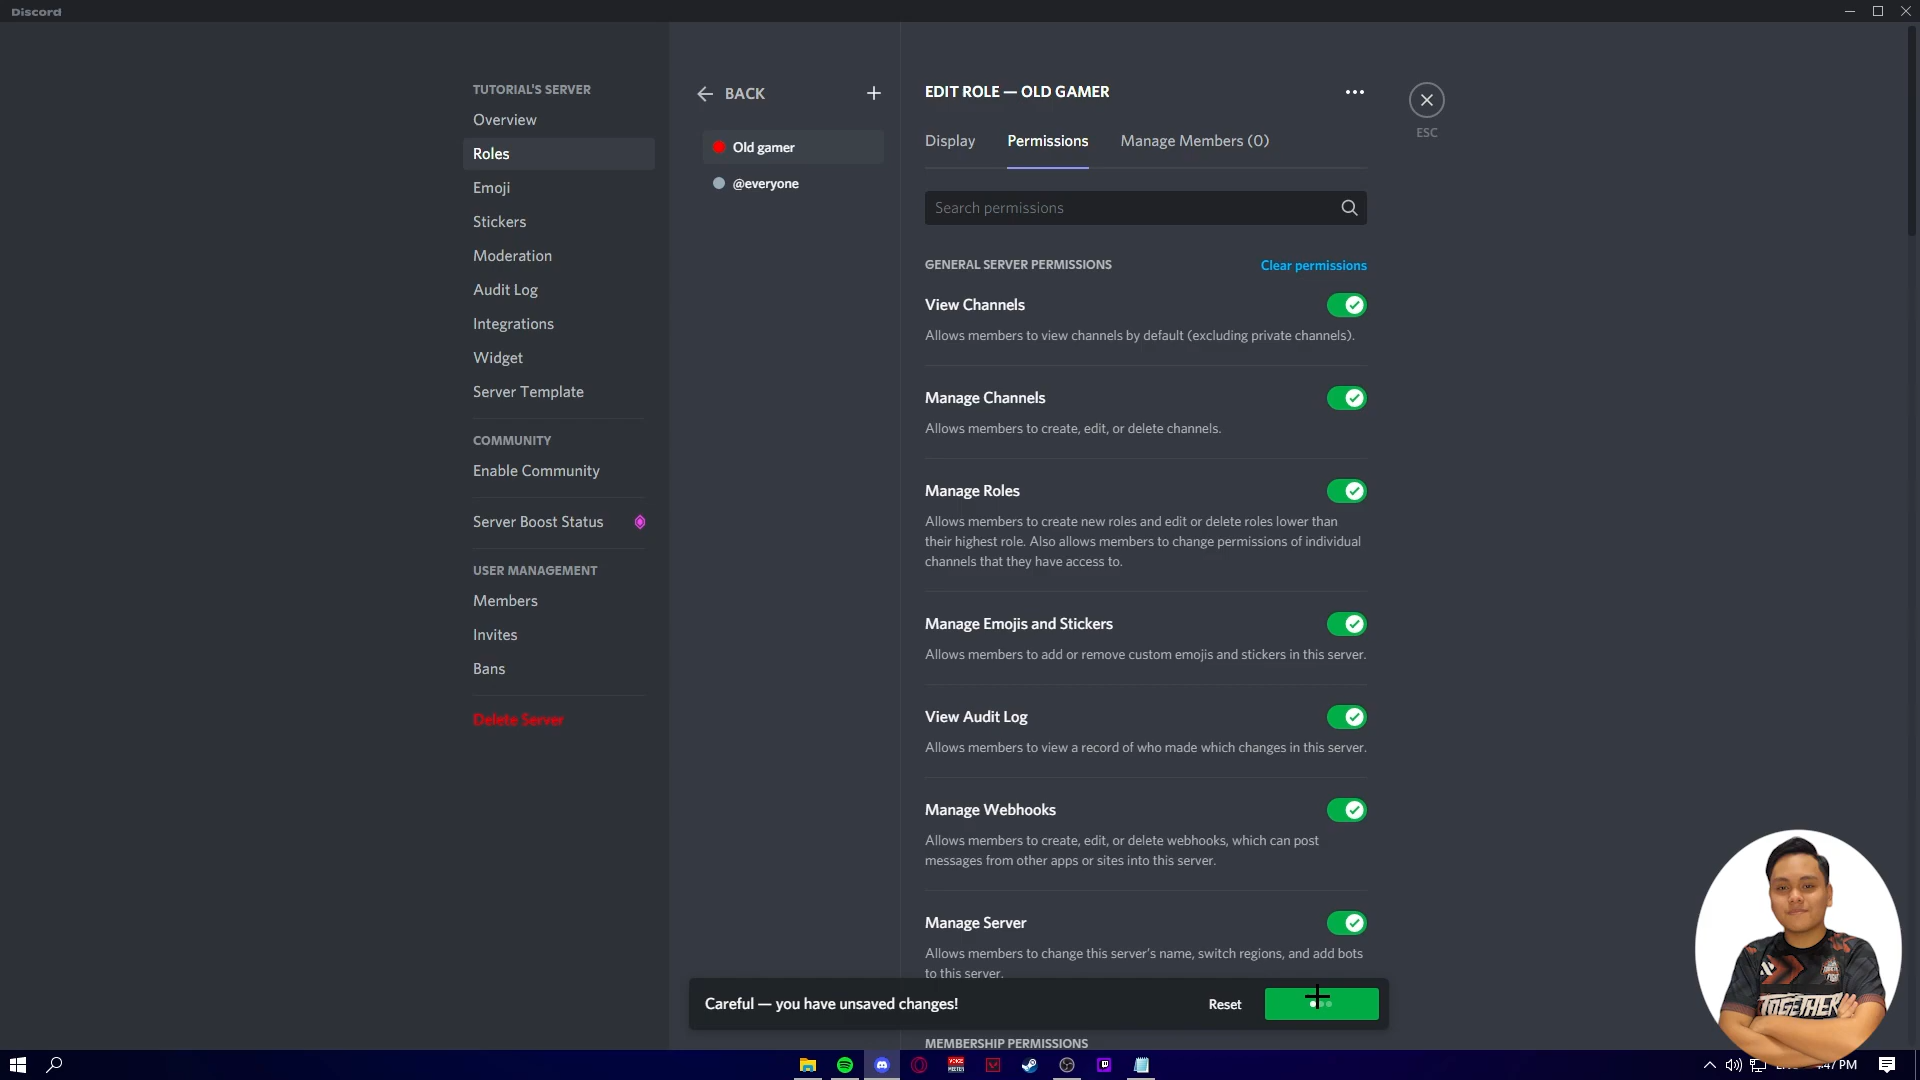 Discord
TUTORIAL'S SERVER
Overview
Roles
Emoji
Stickers
Moderation
Audit Log
Integrations
Widget
Server Template
COMMUNITY
Enable Community
Server Boost Status
USER MANAGEMENT
Members
Invites
Bans
Delete Server
BACK
Old gamer
@everyone
EDIT ROLE — OLD GAMER
ESC
Display Permissions Manage Members (0)
Search permissions
GENERAL SERVER PERMISSIONS Clear permissions
View Channels
Allows members to view channels by default (excluding private channels).
Manage Channels
Allows members to create, edit, or delete channels.
Manage Roles
Allows members to create new roles and edit or delete roles lower than
their highest role. Also allows members to change permissions of individual
channels that they have access to.
Manage Emojis and Stickers
Allows members to add or remove custom emojis and stickers in this server.
View Audit Log
Allows members to view a record of who made which changes in this server.
Manage Webhooks
Allows members to create, edit, or delete webhooks, which can post
messages from other apps or sites into this server.
Manage Server
Allows members to change this server's name, switch regions, and add bots
to this server.
Careful — you have unsaved changes! Reset
MEMBERSHIP PERMISSIONS
TOGETHER